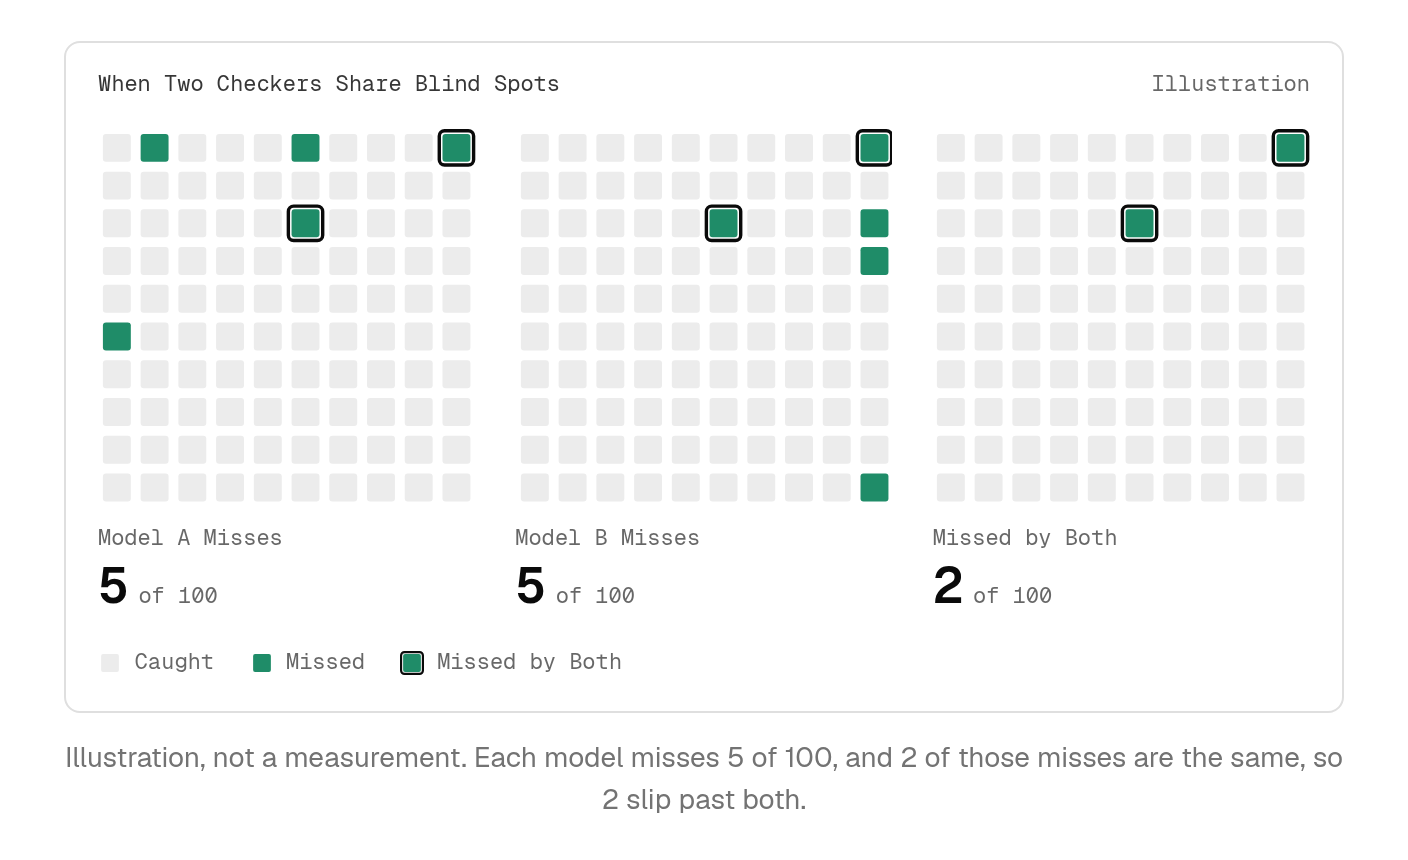 When Two Checkers Share Blind Spots
Illustration
Model A Misses
5 of 100
Model B Misses
5 of 100
Missed by Both
2 of 100
Caught
Missed
Missed by Both
Illustration, not a measurement. Each model misses 5 of 100, and 2 of those misses are the same, so
2 slip past both.